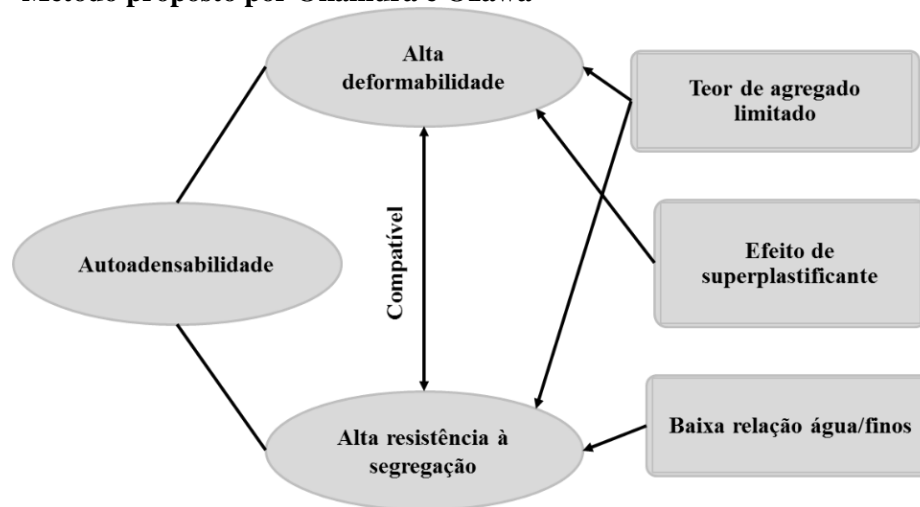 Alta
deformabilidade
Teor de agregado
limitado
Autoadensabilidade
Compatível
Efeito de
superplastificante
Alta resistência à
segregação
Baixa relação água/finos